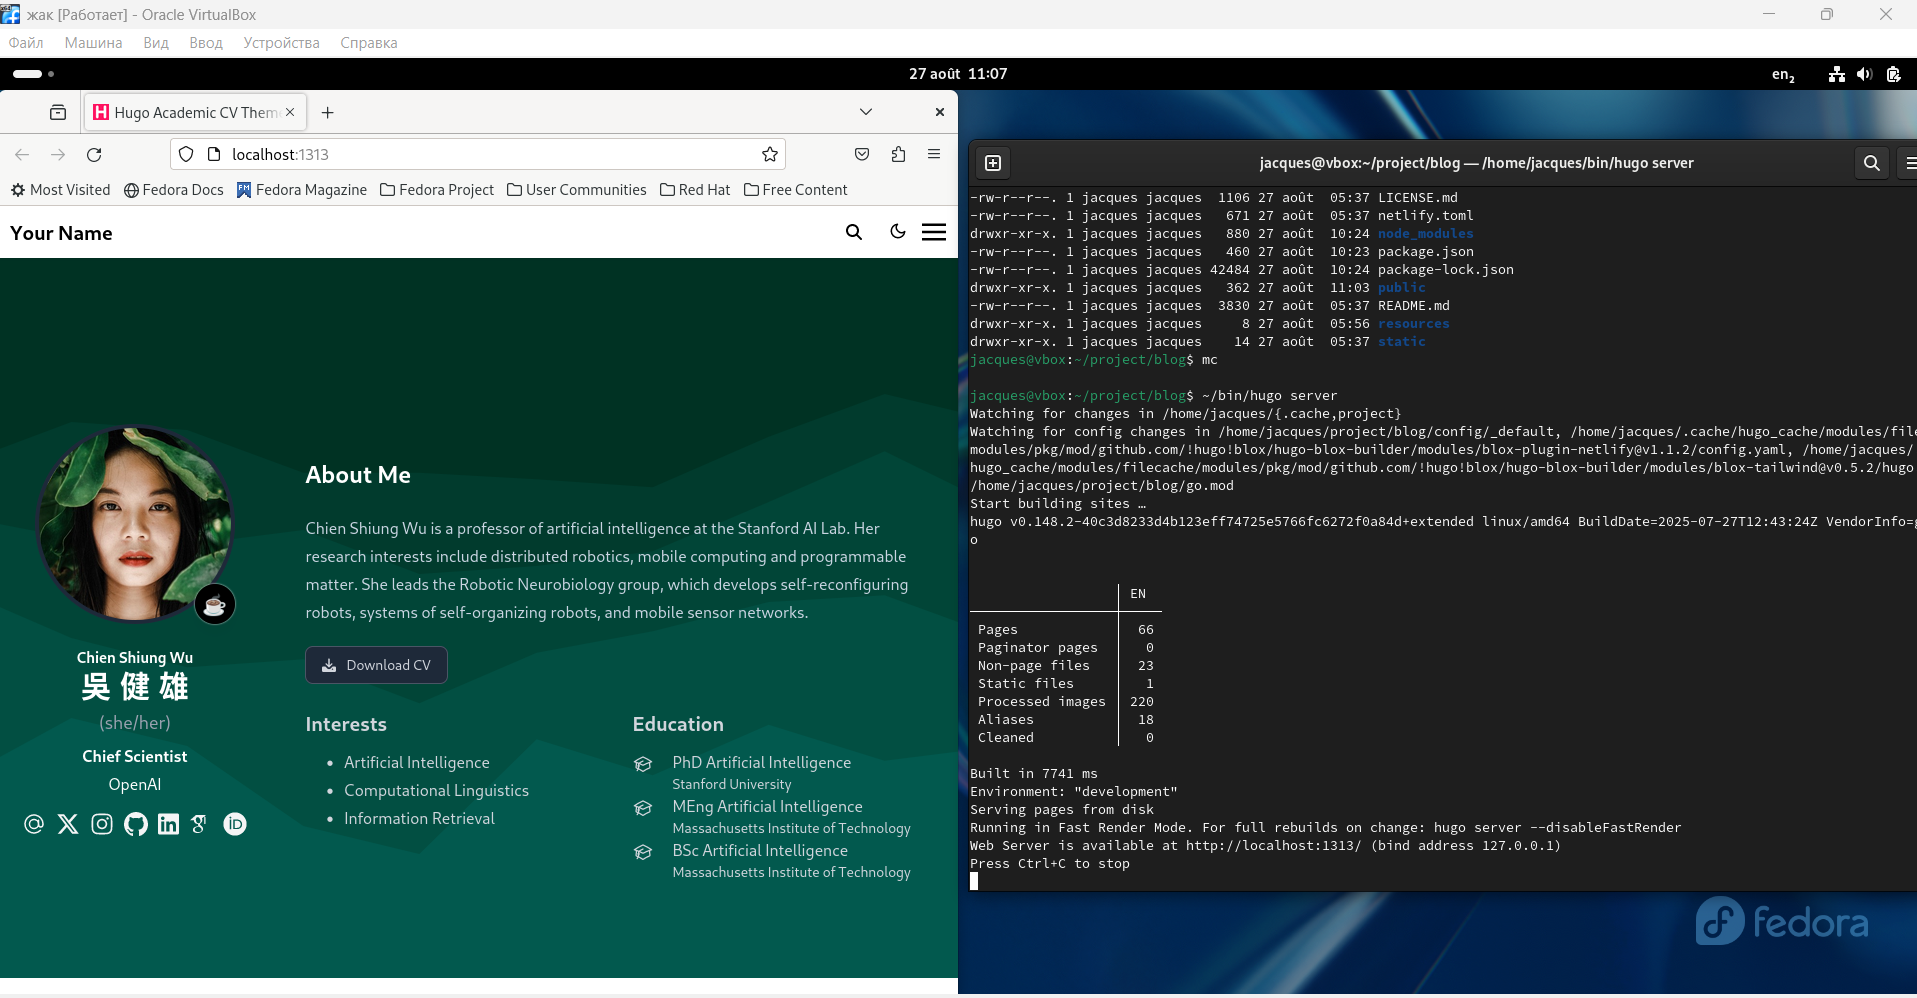 жак [Работает] - Oracle VirtualBox
Файл Машина Вид Ввод Устройства Справка
27 août 11:07
en2
Hugo Academic CV Them
localhost:1313
Most Visited Fedora Docs Fedora Magazine Fedora Project User Communities Red Hat Free Content
Your Name
About Me
Chien Shiung Wu is a professor of artificial intelligence at the Stanford AI Lab. Her
research interests include distributed robotics, mobile computing and programmable
matter. She leads the Robotic Neurobiology group, which develops self-reconfiguring
robots, systems of self-organizing robots, and mobile sensor networks.
Download CV
Chien Shiung Wu
吳健雄
(she/her)
Chief Scientist
OpenAI
Interests
Artificial Intelligence
Computational Linguistics
Information Retrieval
Education
PhD Artificial Intelligence
Stanford University
MEng Artificial Intelligence
Massachusetts Institute of Technology
BSc Artificial Intelligence
Massachusetts Institute of Technology
jacques@vbox:~/project/blog — /home/jacques/bin/hugo server
-rw-r--r--. 1 jacques jacques 1106 27 août 05:37 LICENSE.md
-rw-r--r--. 1 jacques jacques 671 27 août 05:37 netlify.toml
drwxr-xr-x. 1 jacques jacques 880 27 août 10:24 node_modules
-rw-r--r--. 1 jacques jacques 460 27 août 10:23 package.json
-rw-r--r--. 1 jacques jacques 42484 27 août 10:24 package-lock.json
drwxr-xr-x. 1 jacques jacques 362 27 août 11:03 public
-rw-r--r--. 1 jacques jacques 3830 27 août 05:37 README.md
drwxr-xr-x. 1 jacques jacques 8 27 août 05:56 resources
drwxr-xr-x. 1 jacques jacques 14 27 août 05:37 static
jacques@vbox:~/project/blog$ mc
jacques@vbox:~/project/blog$ ~/bin/hugo server
Watching for changes in /home/jacques/{.cache,project}
Watching for config changes in /home/jacques/project/blog/config/_default, /home/jacques/.cache/hugo_cache/modules/file
modules/pkg/mod/github.com/!hugo!blox/hugo-blox-builder/modules/blox-plugin-netlify@v1.1.2/config.yaml, /home/jacques/
hugo_cache/modules/filecache/modules/pkg/mod/github.com/!hugo!blox/hugo-blox-builder/modules/blox-tailwind@v0.5.2/hugo
/home/jacques/project/blog/go.mod
Start building sites …
hugo v0.148.2-40c3d8233d4b123eff74725e5766fc6272f0a84d+extended linux/amd64 BuildDate=2025-07-27T12:43:24Z VendorInfo=g
o
EN
Pages 66
Paginator pages 0
Non-page files 23
Static files 1
Processed images 220
Aliases 18
Cleaned 0
Built in 7741 ms
Environment: "development"
Serving pages from disk
Running in Fast Render Mode. For full rebuilds on change: hugo server --disableFastRender
Web Server is available at http://localhost:1313/ (bind address 127.0.0.1)
Press Ctrl+C to stop
fedora